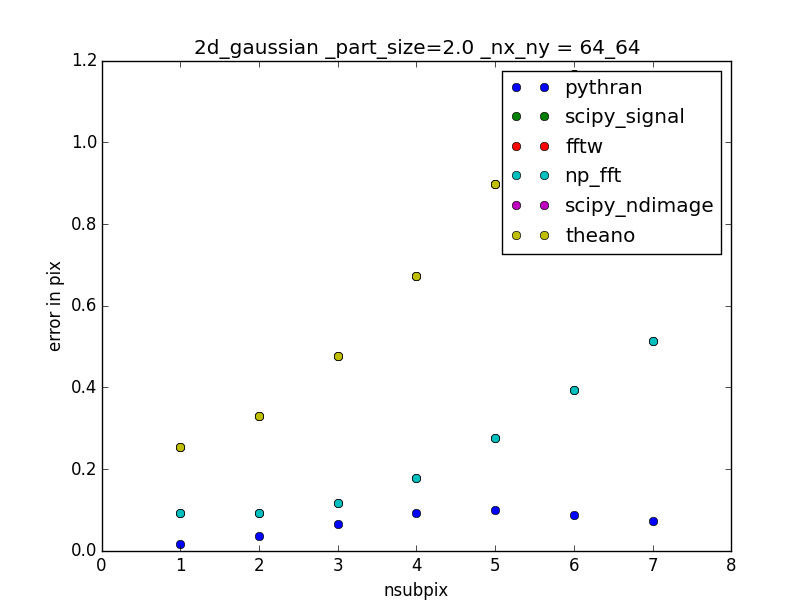 2d_gaussian _part_size=2.0 _nx_ny = 64_64
1.2
1.0
0.8
0.6
0.4
0.2
0.0
error in pix
pythran
scipy_signal
fftw
np_fft
scipy_ndimage
theano
0 1 2 3 4 5 6 7 8
nsubpix